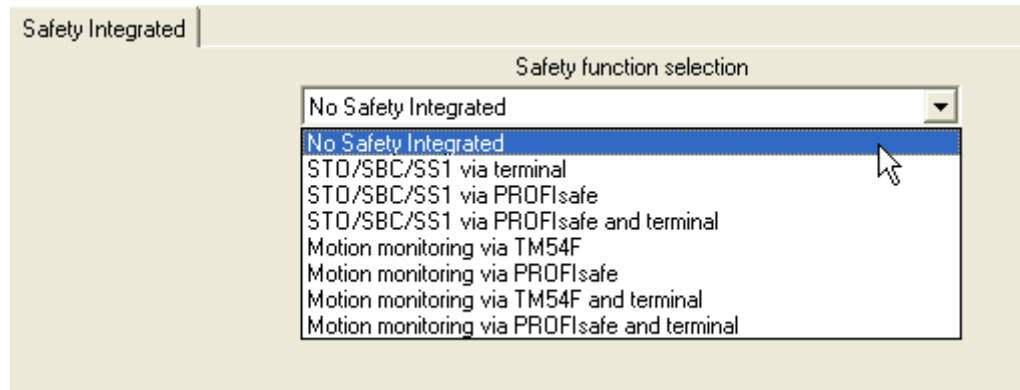 Safety Integrated
Safety function selection
No Safety Integrated
No Safety Integrated
STO/SBC/SS1 via terminal
STO/SBC/SS1 via PROFIsafe
STO/SBC/SS1 via PROFIsafe and terminal
Motion monitoring via TM54F
Motion monitoring via PROFIsafe
Motion monitoring via TM54F and terminal
Motion monitoring via PROFIsafe and terminal